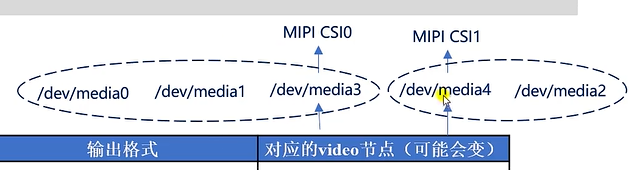 MIPI CSI0 MIPI CSI1
/dev/media0 /dev/media1 /dev/media3 /dev/media4 /dev/media2
输出格式 对应的video节点（可能会变）